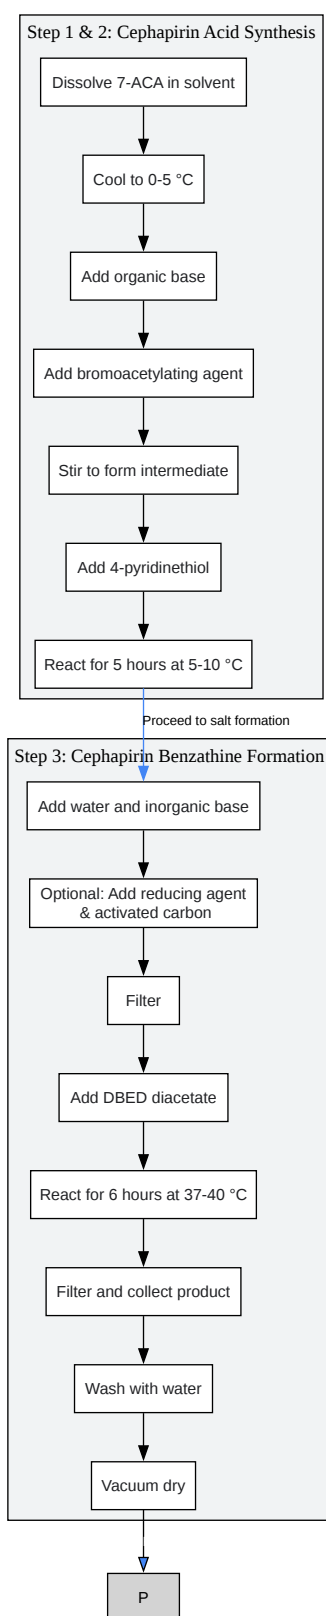 Step 1 & 2: Cephapirin Acid Synthesis
Dissolve 7-ACA in solvent
Cool to 0-5 °C
Add organic base
Add bromoacetylating agent
Stir to form intermediate
Add 4-pyridinethiol
React for 5 hours at 5-10 °C
Proceed to salt formation
Step 3: Cephapirin Benzathine Formation
Add water and inorganic base
Optional: Add reducing agent
& activated carbon
Filter
Add DBED diacetate
React for 6 hours at 37-40 °C
Filter and collect product
Wash with water
Vacuum dry
P